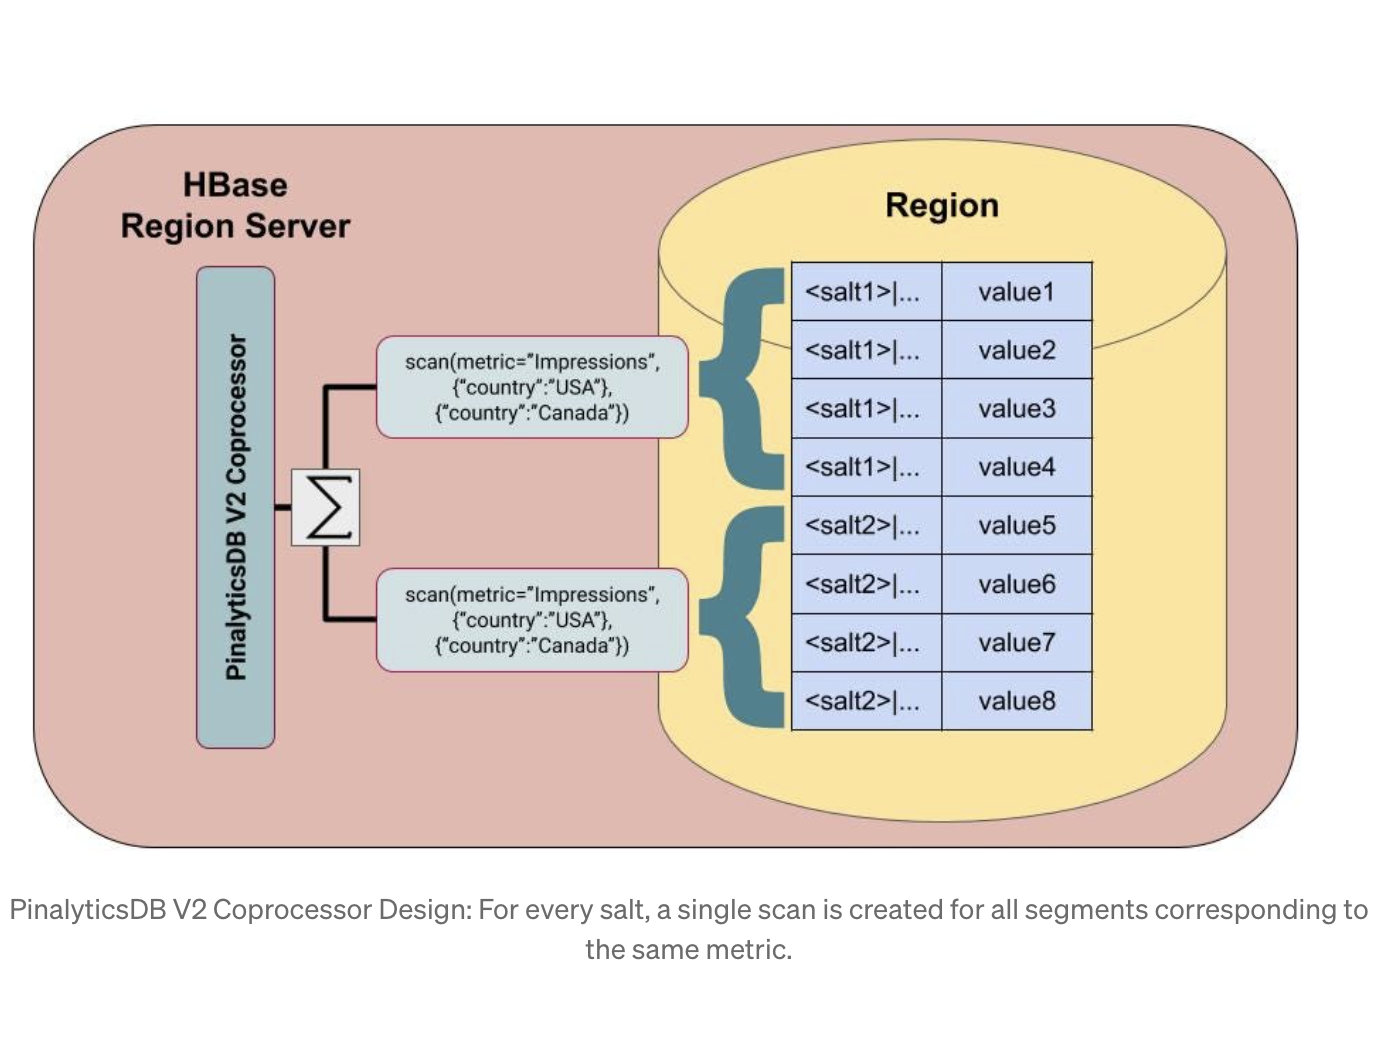 HBase
Region Server
Region
PinalyticsDB V2 Coprocessor
∑
scan(metric="Impressions",
{"country":"USA"},
{"country":"Canada"})
scan(metric="Impressions",
{"country":"USA"},
{"country":"Canada"})
<salt1>|... value1
<salt1>|... value2
<salt1>|... value3
<salt1>|... value4
<salt2>|... value5
<salt2>|... value6
<salt2>|... value7
<salt2>|... value8
PinalyticsDB V2 Coprocessor Design: For every salt, a single scan is created for all segments corresponding to
the same metric.